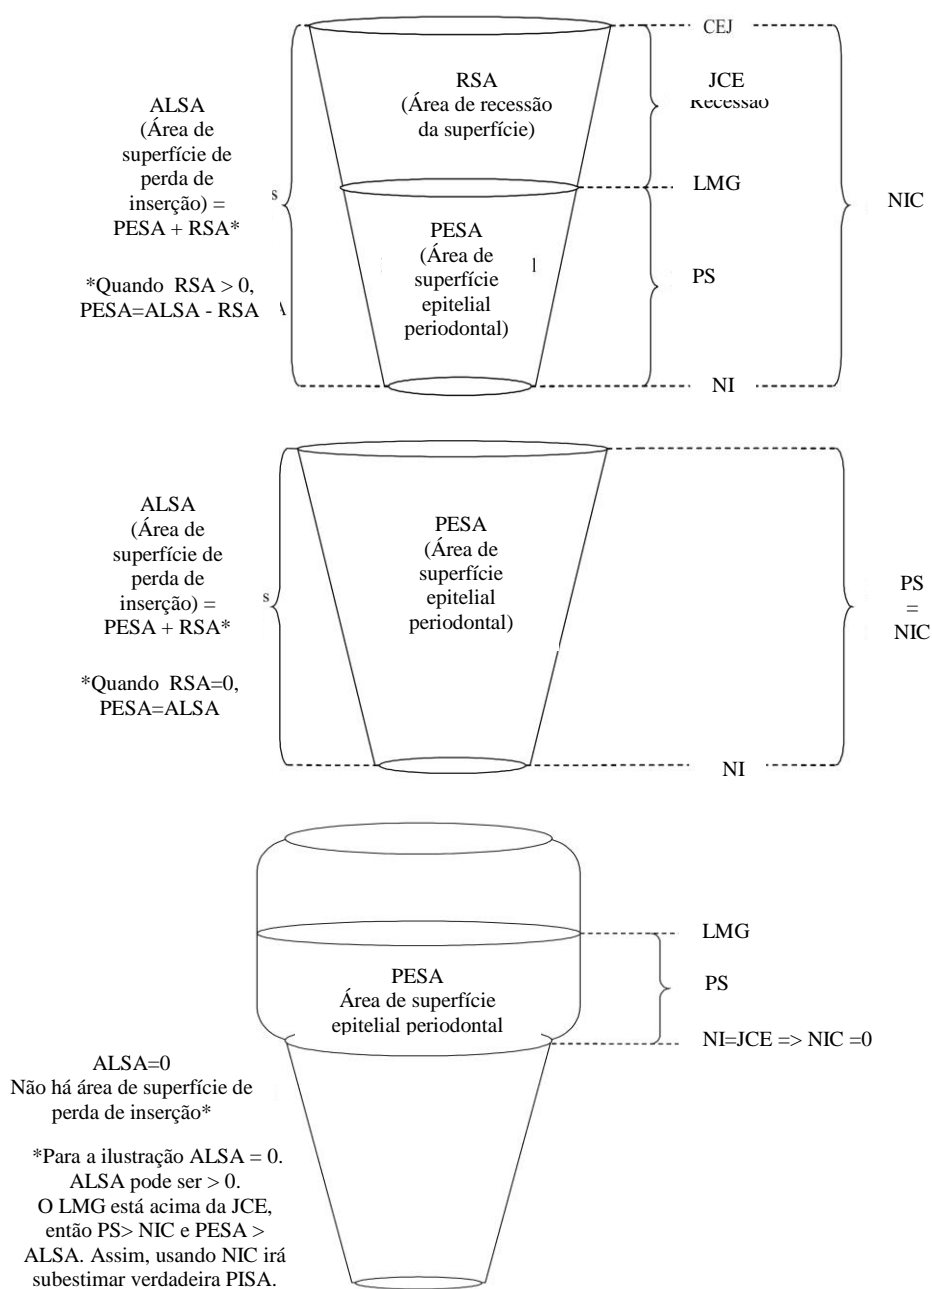 CEJ
RSA
(Área de recessão
da superfície)
JCE
Recessão
ALSA
(Área de
superfície de
perda de
inserção) =
PESA + RSA*
s
LMG
NIC
PESA
(Área de
superfície
epitelial
periodontal)
PS
*Quando RSA > 0,
PESA=ALSA - RSA
NI
ALSA
(Área de
superfície de
perda de
inserção) =
PESA + RSA*
s
PESA
(Área de
superfície
epitelial
periodontal)
PS
=
NIC
*Quando RSA=0,
PESA=ALSA
NI
LMG
PESA
Área de superfície
epitelial periodontal
PS
NI=JCE => NIC =0
ALSA=0
Não há área de superfície de
perda de inserção*
*Para a ilustração ALSA = 0.
ALSA pode ser > 0.
O LMG está acima da JCE,
então PS> NIC e PESA >
ALSA. Assim, usando NIC irá
subestimar verdadeira PISA.